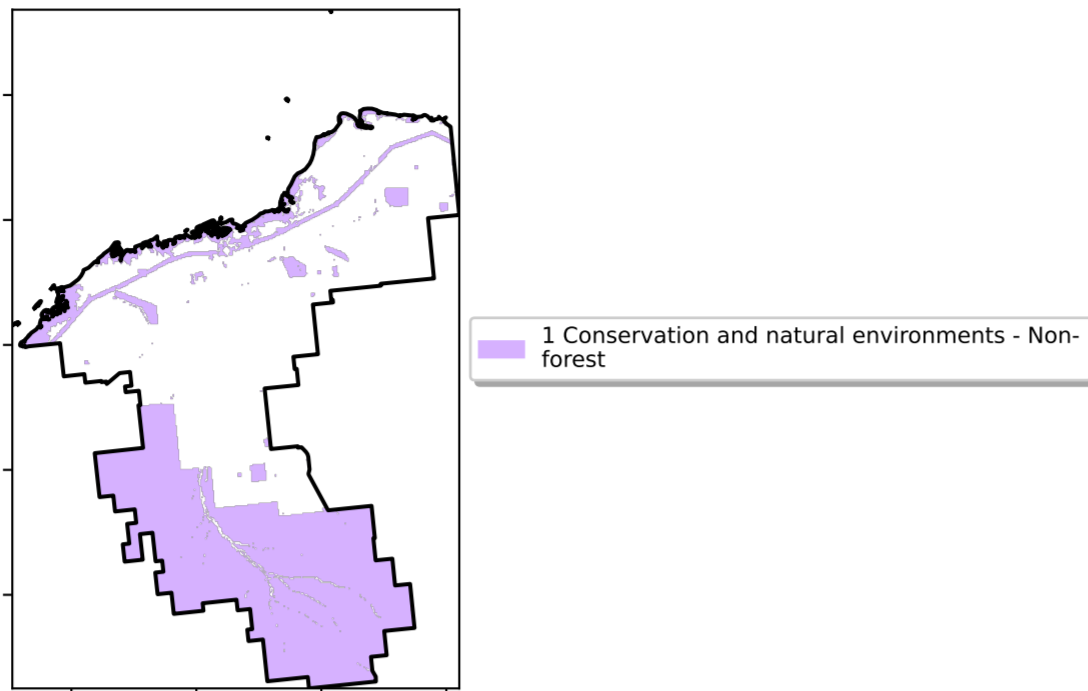 1 Conservation and natural environments - Non-
forest